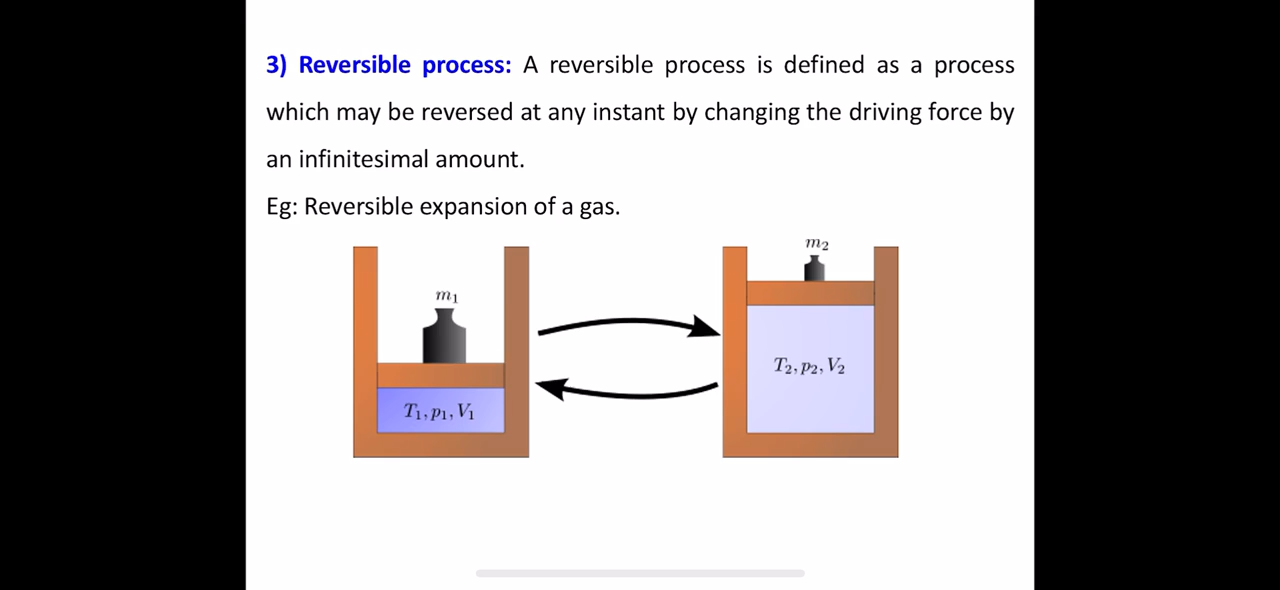 3) Reversible process: A reversible process is defined as a process
which may be reversed at any instant by changing the driving force by
an infinitesimal amount.
Eg: Reversible expansion of a gas.
m₂
m₁
T₂, p₂, V₂
T₁, p₁, V₁